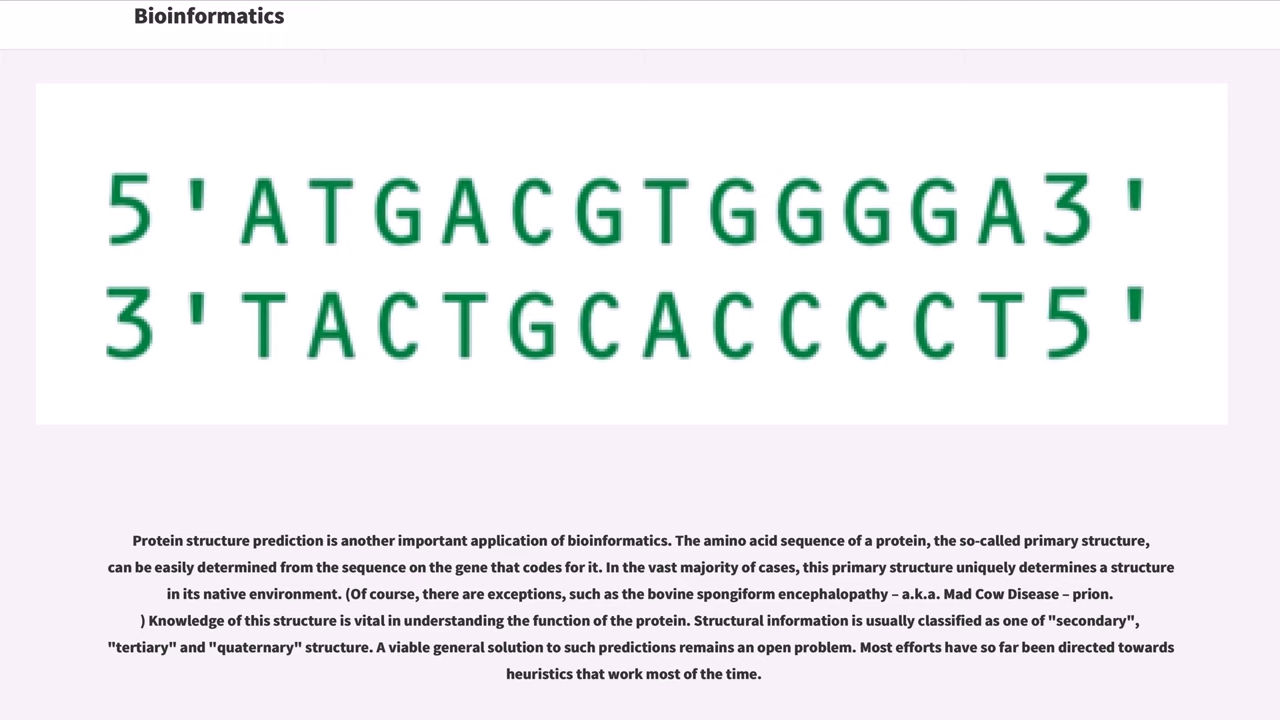 Bioinformatics
5'ATGACGTGGGGA3'
3'TACTGCACCCCT5'
Protein structure prediction is another important application of bioinformatics. The amino acid sequence of a protein, the so-called primary structure,
can be easily determined from the sequence on the gene that codes for it. In the vast majority of cases, this primary structure uniquely determines a structure
in its native environment. (Of course, there are exceptions, such as the bovine spongiform encephalopathy – a.k.a. Mad Cow Disease – prion.
) Knowledge of this structure is vital in understanding the function of the protein. Structural information is usually classified as one of "secondary",
"tertiary" and "quaternary" structure. A viable general solution to such predictions remains an open problem. Most efforts have so far been directed towards
heuristics that work most of the time.